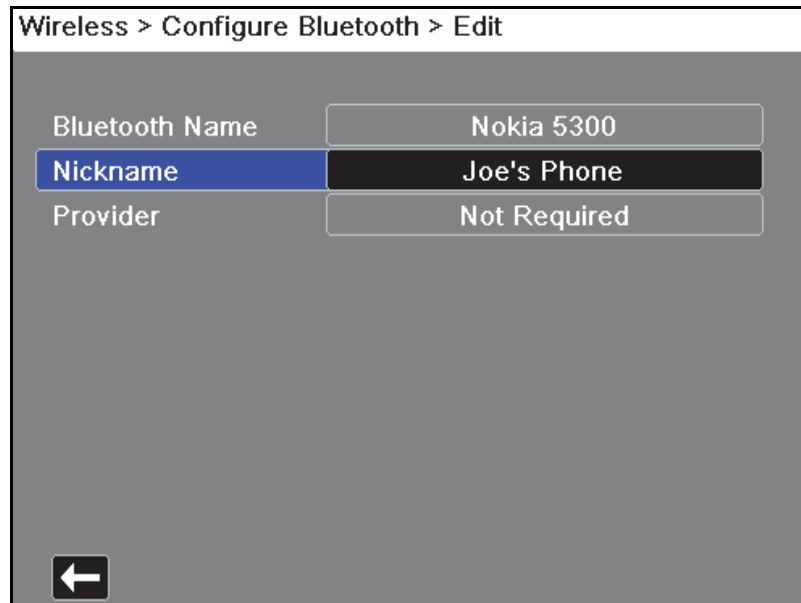 Wireless > Configure Bluetooth > Edit
Bluetooth Name Nokia 5300
Nickname Joe's Phone
Provider Not Required